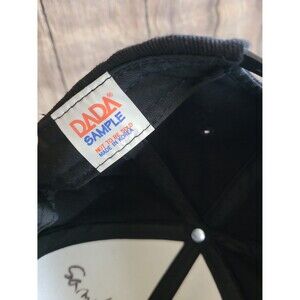 DADA®
SAMPLE
NOT TO BE SOLD
MADE IN KOREA